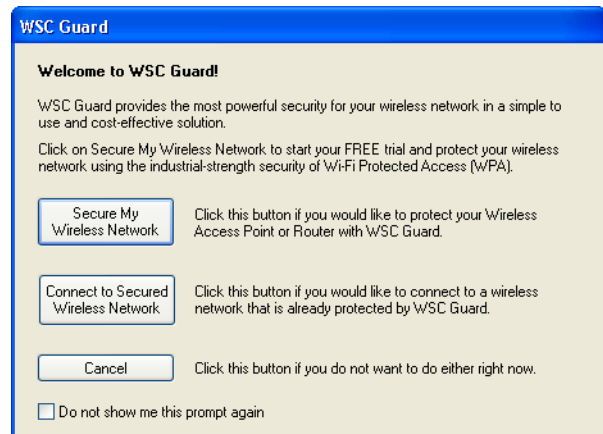 WSC Guard
Welcome to WSC Guard!
WSC Guard provides the most powerful security for your wireless network in a simple to
use and cost-effective solution.
Click on Secure My Wireless Network to start your FREE trial and protect your wireless
network using the industrial-strength security of Wi-Fi Protected Access (WPA).
Secure My
Wireless Network
Click this button if you would like to protect your Wireless
Access Point or Router with WSC Guard.
Connect to Secured
Wireless Network
Click this button if you would like to connect to a wireless
network that is already protected by WSC Guard.
Cancel
Click this button if you do not want to do either right now.
Do not show me this prompt again